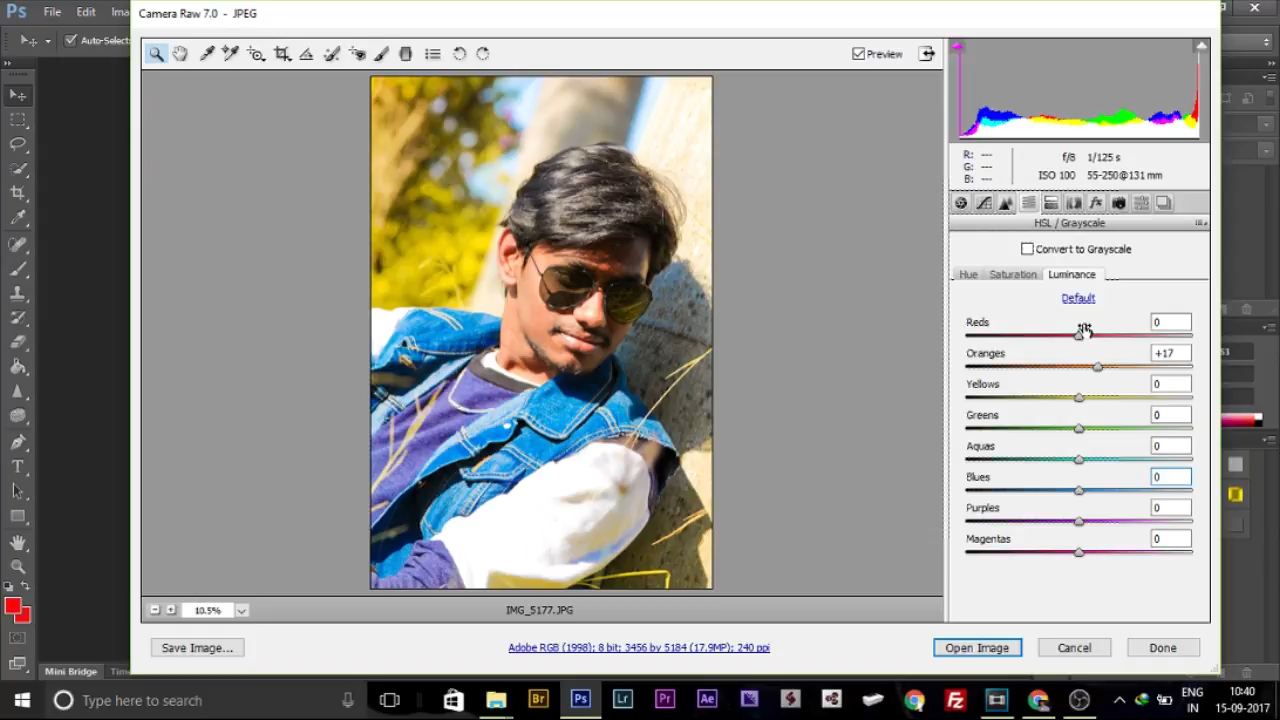 Camera Raw 7.0 - JPEG
Ps File Edit Ima
Auto-Select
Preview
R: ---
G: ---
B: ---
f/8 1/125 s
ISO 100 55-250@131 mm
fx
HSL / Grayscale
Convert to Grayscale
Hue Saturation Luminance
Default
Reds 0
Oranges +17
Yellows 0
Greens 0
Aquas 0
Blues 0
Purples 0
Magentas 0
T
10.5% IMG_5177.JPG
Save Image... Adobe RGB (1998); 8 bit; 3456 by 5184 (17.9MP); 240 ppi Open Image Cancel Done
Mini Bridge Time
Type here to search
Br Ps Lr Pr Ae
ENG
IN
10:40
15-09-2017